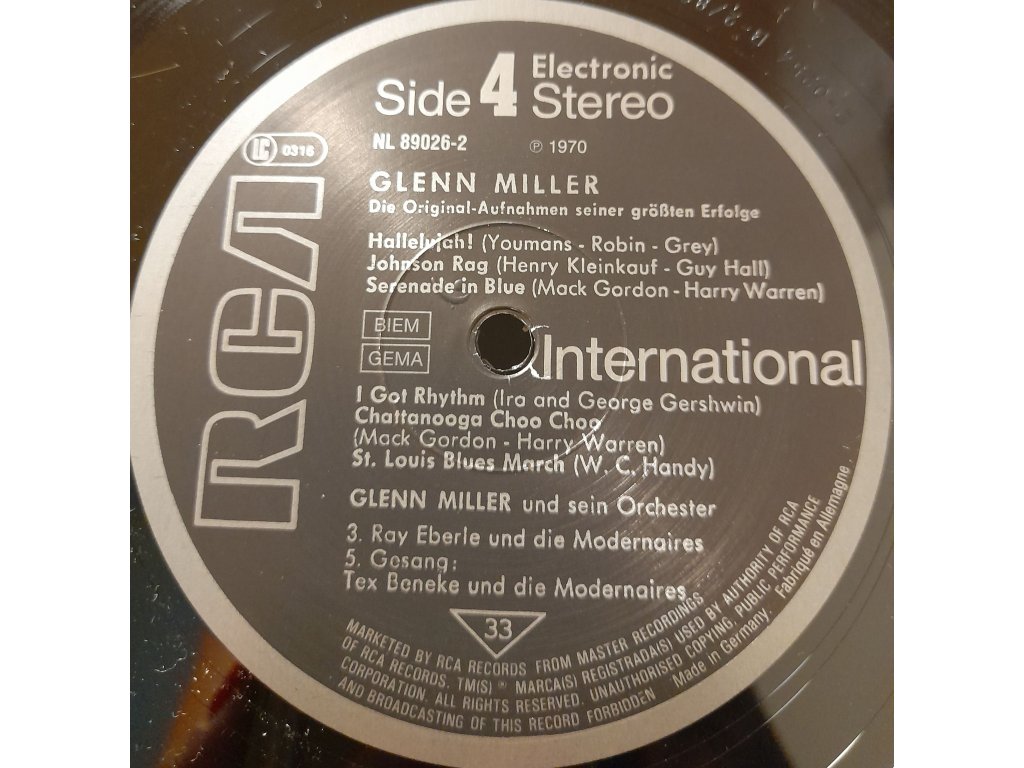 Side 4 Electronic Stereo
NL 89026-2 ℗ 1970
LC 0316
RCA
GLENN MILLER
Die Original-Aufnahmen seiner größten Erfolge
Hallelujah! (Youmans - Robin - Grey)
Johnson Rag (Henry Kleinkauf - Guy Hall)
Serenade in Blue (Mack Gordon - Harry Warren)
BIEM
GEMA
International
I Got Rhythm (Ira and George Gershwin)
Chattanooga Choo Choo
(Mack Gordon - Harry Warren)
St. Louis Blues March (W. C. Handy)
GLENN MILLER und sein Orchester
3. Ray Eberle und die Modernaires
5. Gesang:
Tex Beneke und die Modernaires
33
MARKETED BY RCA RECORDS FROM MASTER RECORDINGS
OF RCA RECORDS. TM(S) ® MARCA(S) REGISTRADA(S) USED BY AUTHORITY OF RCA
CORPORATION. ALL RIGHTS RESERVED. UNAUTHORISED COPYING, PUBLIC PERFORMANCE
AND BROADCASTING OF THIS RECORD FORBIDDEN Made in Germany. Fabriqué en Allemagne.